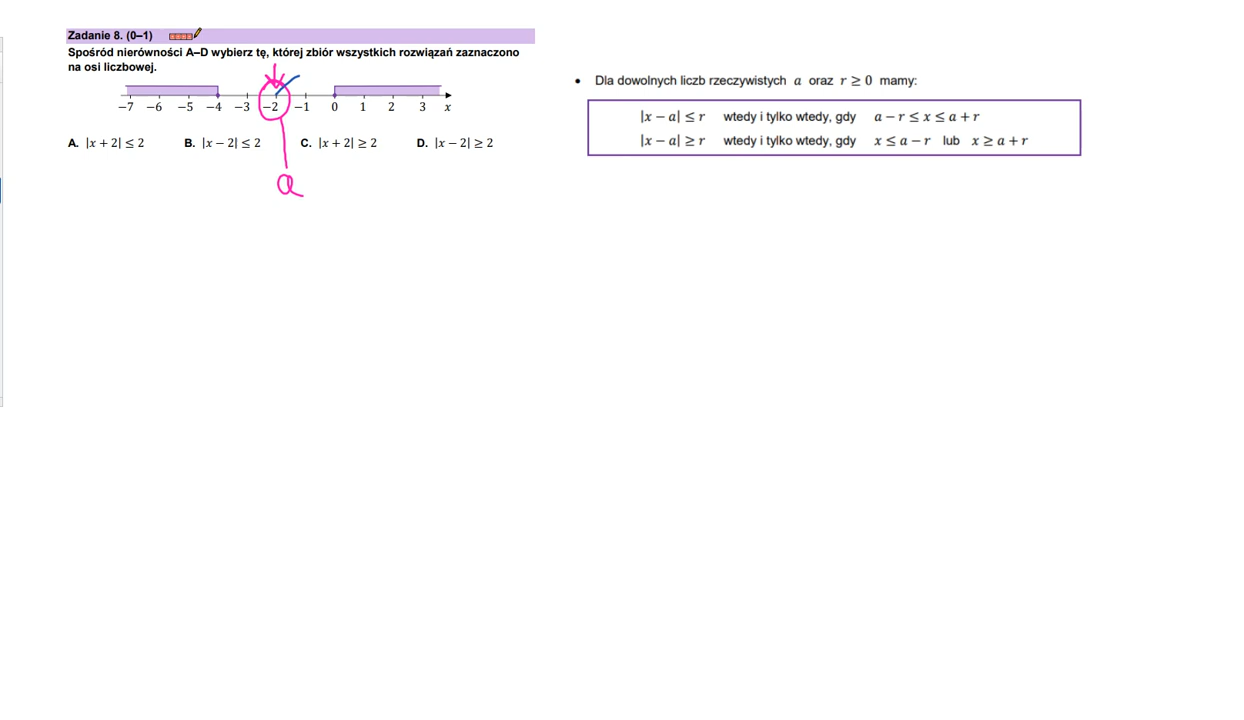 Zadanie 8. (0–1)
Spośród nierówności A–D wybierz tę, której zbiór wszystkich rozwiązań zaznaczono
na osi liczbowej.
−7 −6 −5 −4 −3 −2 −1 0 1 2 3 x
A. |x + 2| ≤ 2 B. |x − 2| ≤ 2 C. |x + 2| ≥ 2 D. |x − 2| ≥ 2
a
• Dla dowolnych liczb rzeczywistych a oraz r ≥ 0 mamy:
|x − a| ≤ r wtedy i tylko wtedy, gdy a − r ≤ x ≤ a + r
|x − a| ≥ r wtedy i tylko wtedy, gdy x ≤ a − r lub x ≥ a + r